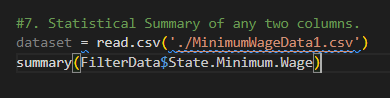 #7. Statistical Summary of any two columns.
dataset = read.csv('./MinimumWageData1.csv')
summary(FilterData$State.Minimum.Wage)